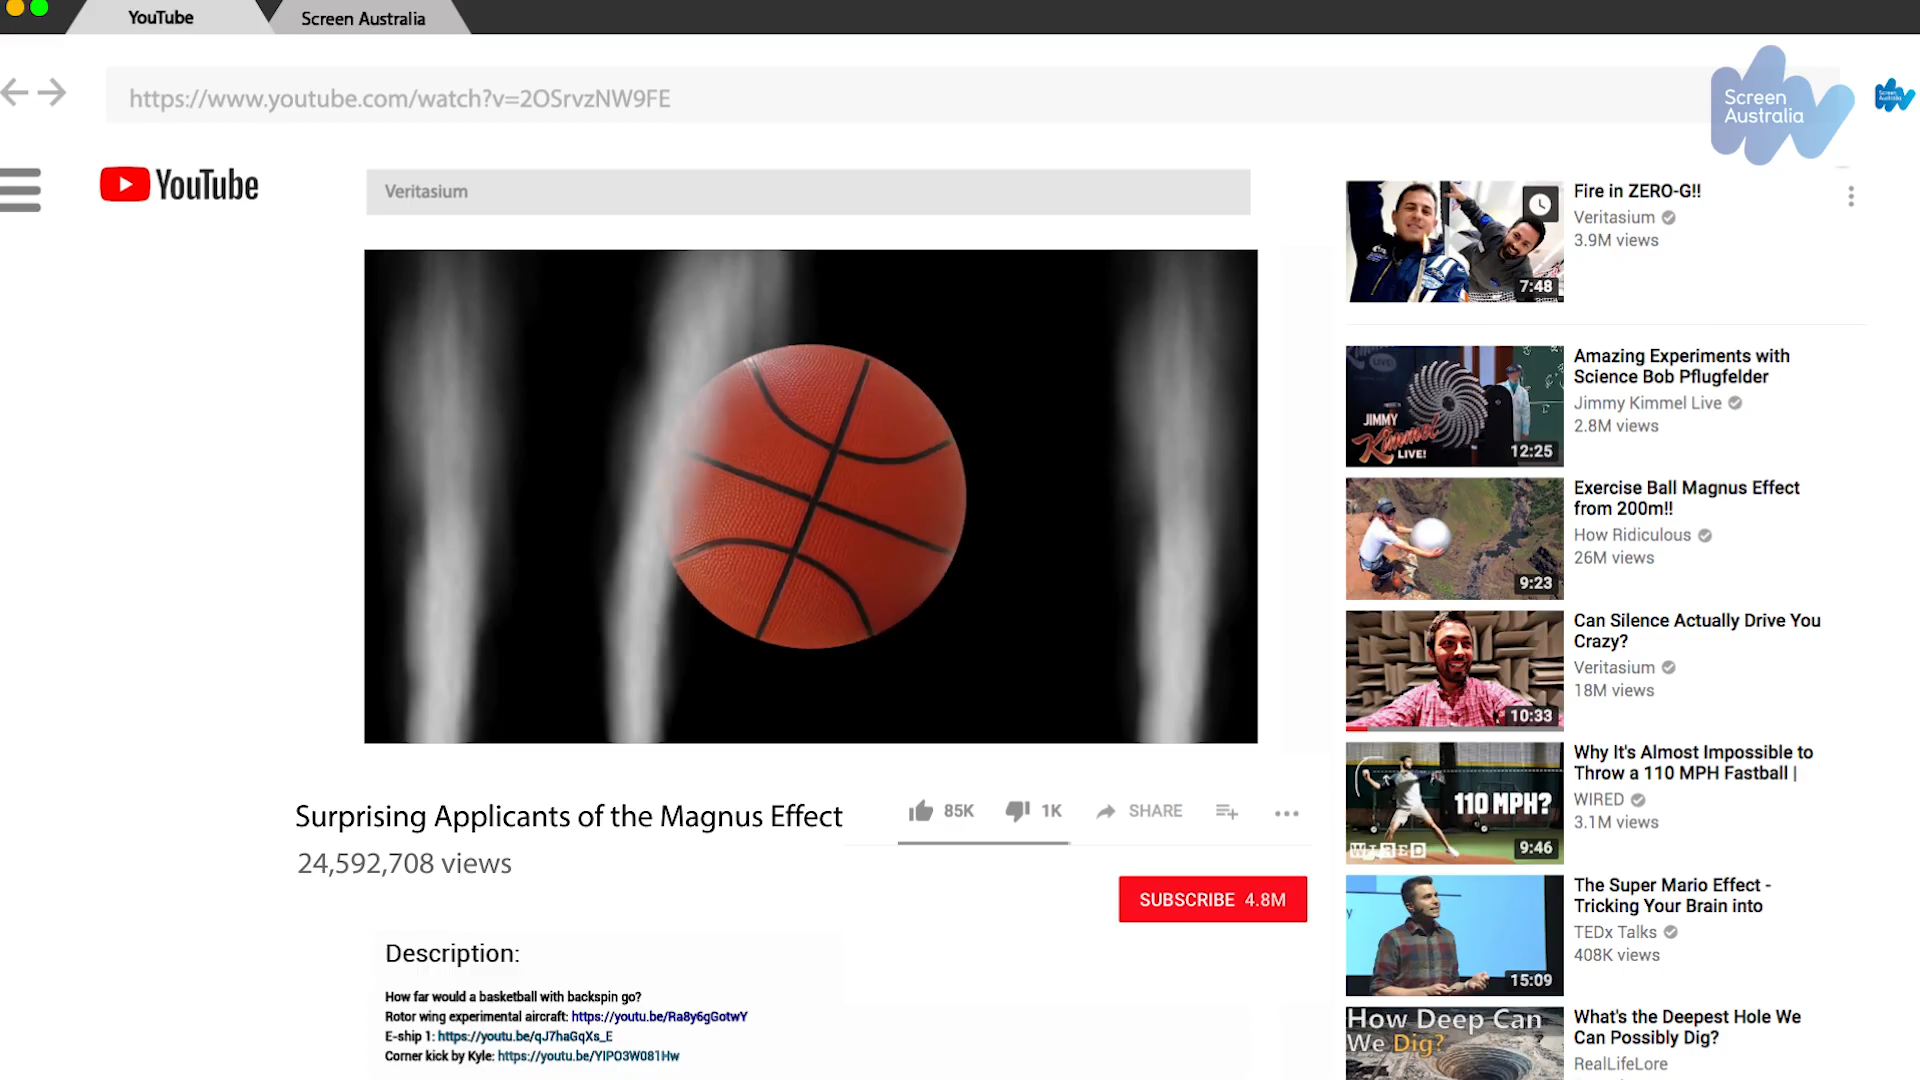 YouTube
Screen Australia
https://www.youtube.com/watch?v=2OSrvzNW9FE
Screen
Australia
Screen
Australia
YouTube
Veritasium
Surprising Applicants of the Magnus Effect
24,592,708 views
85K
1K
SHARE
SUBSCRIBE 4.8M
Description:
How far would a basketball with backspin go?
Rotor wing experimental aircraft: https://youtu.be/Ra8y6gGotwY
E-ship 1: https://youtu.be/qJ7haGqXs_E
Corner kick by Kyle: https://youtu.be/YIPO3W081Hw
7:48
Fire in ZERO-G!!
Veritasium
3.9M views
JIMMY
Kimmel
LIVE!
12:25
Amazing Experiments with
Science Bob Pflugfelder
Jimmy Kimmel Live
2.8M views
9:23
Exercise Ball Magnus Effect
from 200m!!
How Ridiculous
26M views
10:33
Can Silence Actually Drive You
Crazy?
Veritasium
18M views
110 MPH?
WIRED
9:46
Why It's Almost Impossible to
Throw a 110 MPH Fastball |
WIRED
3.1M views
15:09
The Super Mario Effect -
Tricking Your Brain into
TEDx Talks
408K views
How Deep Can
We Dig?
What's the Deepest Hole We
Can Possibly Dig?
RealLifeLore